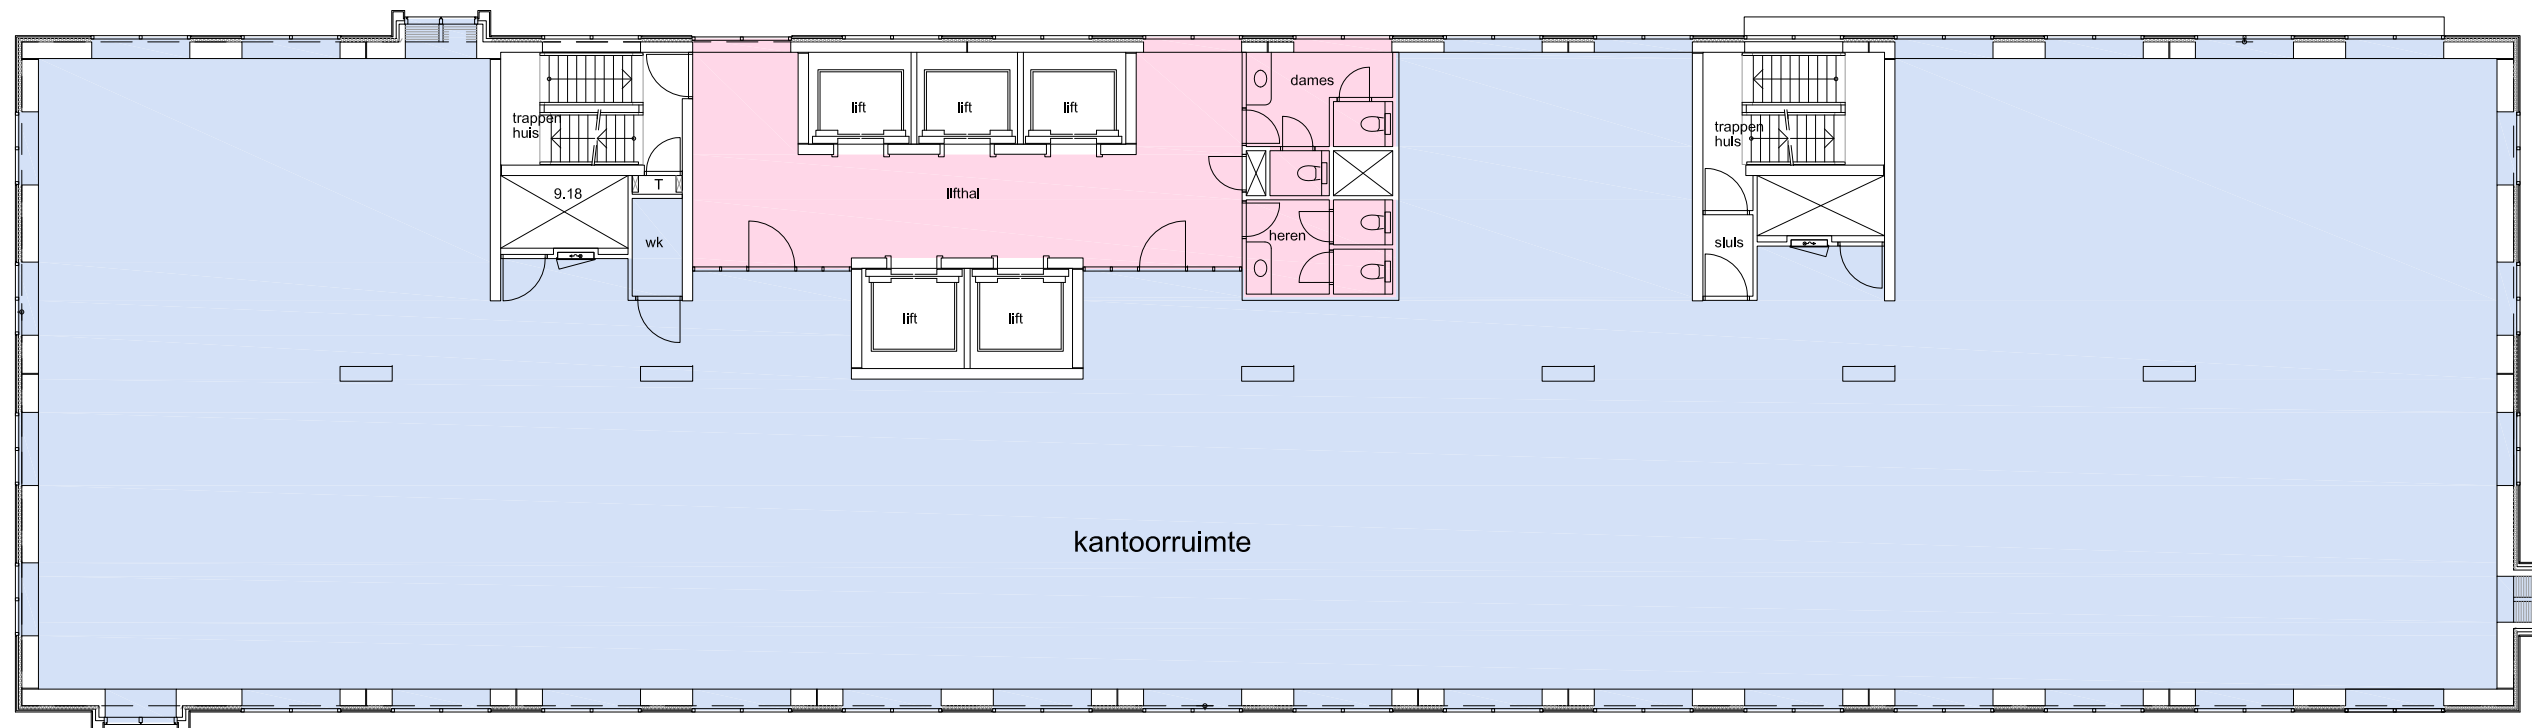 dames
lift
lift
lift
trappen
huis
trappen
huis
T
9.18
lifthal
wk
heren
sluis
lift
lift
kantoorruimte